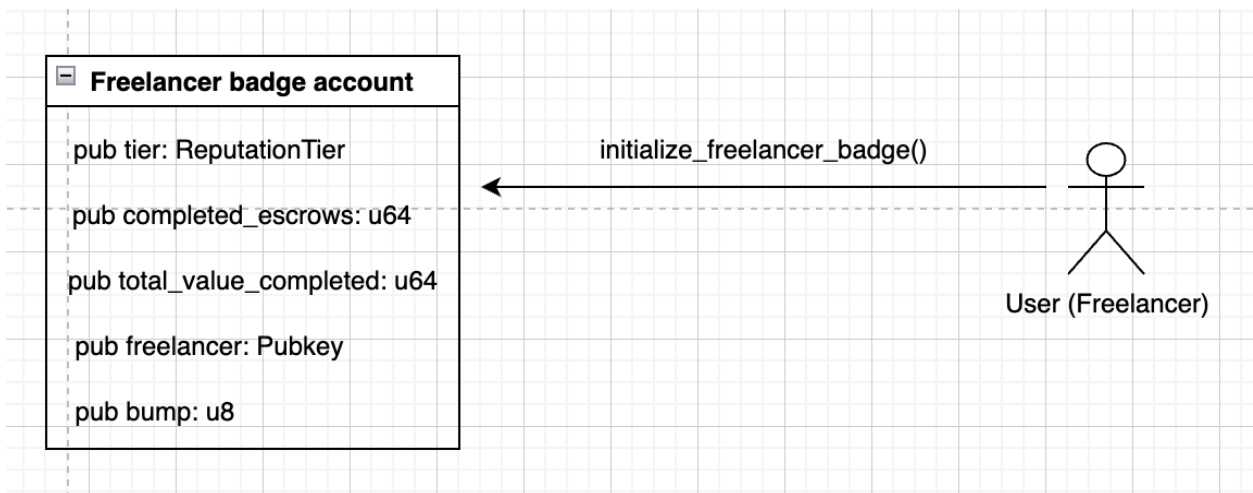 Freelancer badge account
pub tier: ReputationTier
pub completed_escrows: u64
pub total_value_completed: u64
pub freelancer: Pubkey
pub bump: u8
initialize_freelancer_badge()
User (Freelancer)